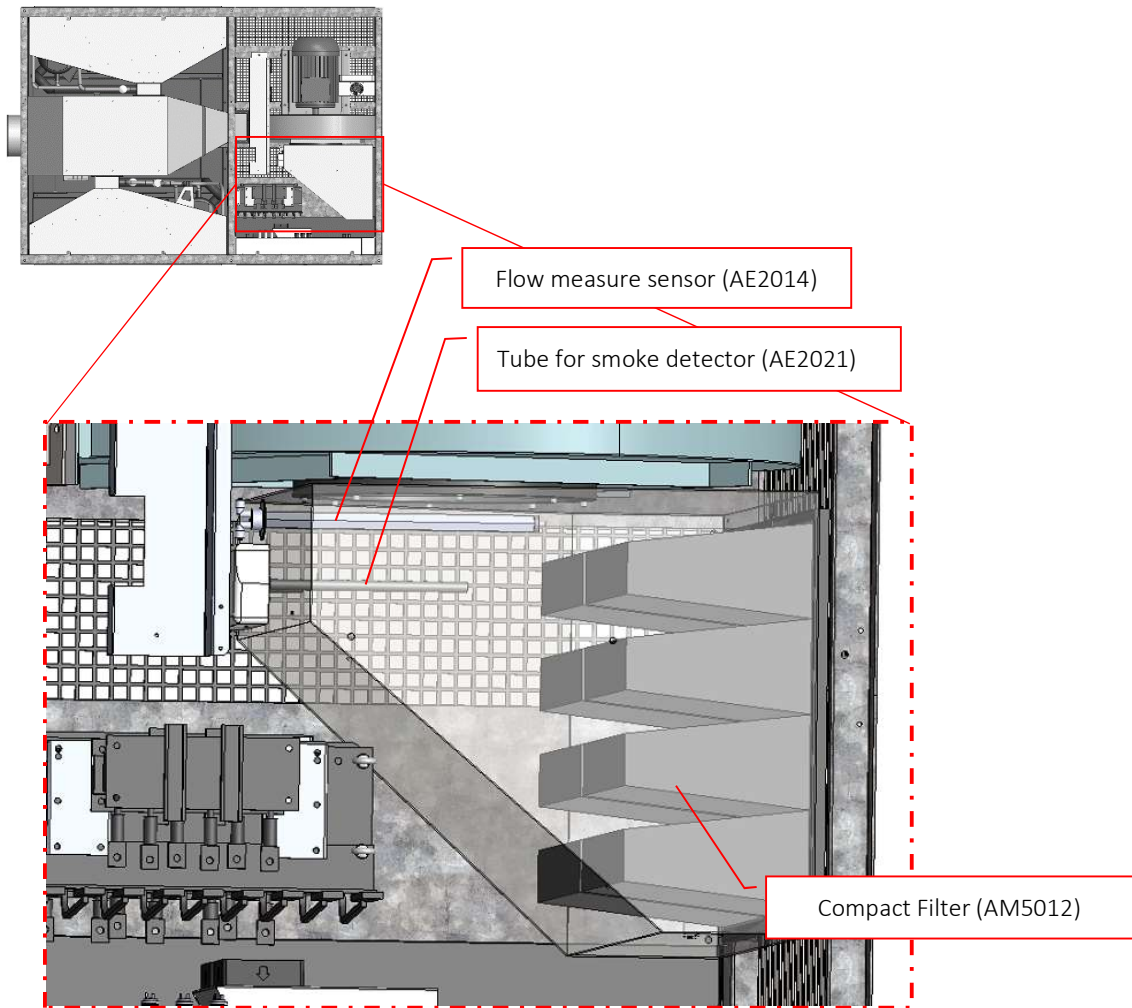 Flow measure sensor (AE2014)
Tube for smoke detector (AE2021)
Compact Filter (AM5012)